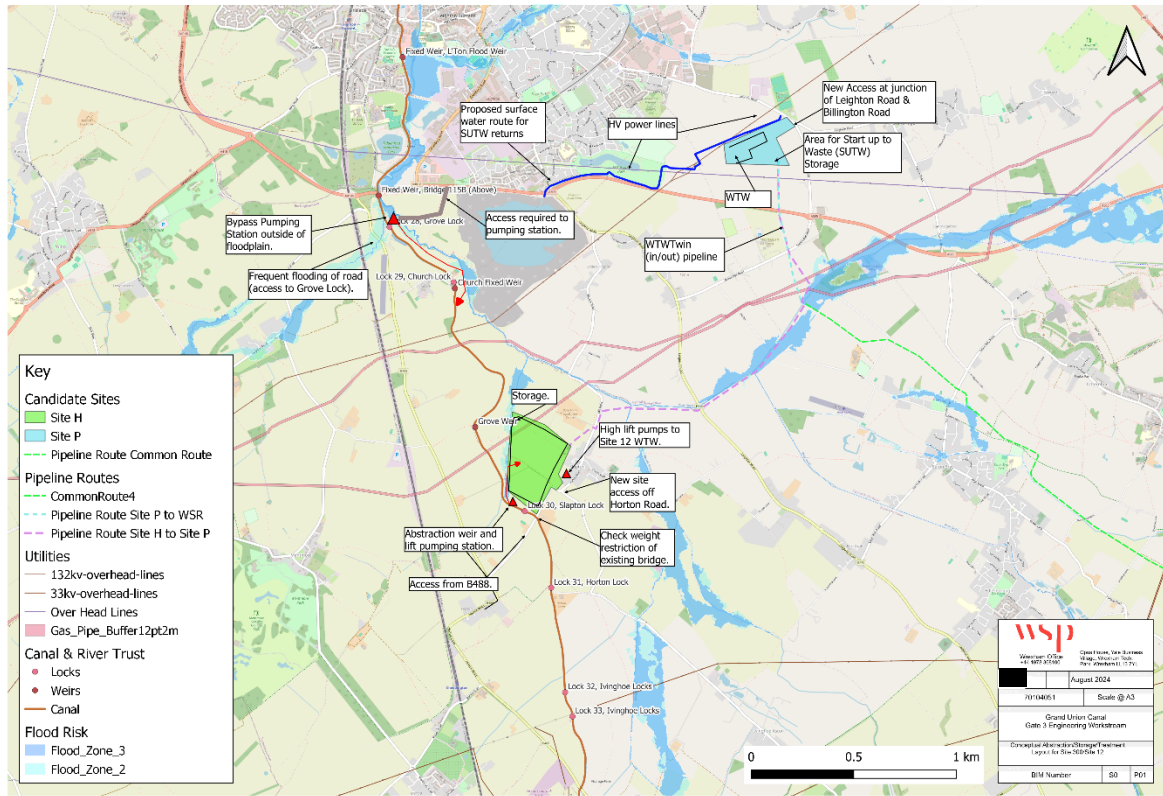 Fixed Weir, L'Ton Flood Weir
New Access at junction
of Leighton Road &
Billington Road
Proposed surface
water route for
SUTW returns
HV power lines
Area for Start up to
Waste (SUTW)
Storage
WTW
Fixed Weir, Bridge 115B (Above)
Bypass Pumping
Station outside of
floodplain.
Grove Lock
Access required to
pumping station.
WTWTwin
(in/out) pipeline
Frequent flooding of road
(access to Grove Lock).
Lock 29, Church Lock
Church Fixed Weir
Storage.
Grove Weir
High lift pumps to
Site 12 WTW.
New site
access off
Horton Road.
Lock 30, Slapton Lock
Abstraction weir and
lift pumping station.
Check weight
restriction of
existing bridge.
Access from B488.
Lock 31, Horton Lock
Lock 32, Ivinghoe Locks
Lock 33, Ivinghoe Locks
Key
Candidate Sites
Site H
Site P
Pipeline Route Common Route
Pipeline Routes
CommonRoute4
Pipeline Route Site P to WSR
Pipeline Route Site H to Site P
Utilities
132kv-overhead-lines
33kv-overhead-lines
Over Head Lines
Gas_Pipe_Buffer12pt2m
Canal & River Trust
Locks
Weirs
Canal
Flood Risk
Flood_Zone_3
Flood_Zone_2
0
0.5
1 km
wsp
Wrexham Office
August 2024
70104051
Scale @ A3
Grand Union Canal
Gate 3 Engineering Workstream
Conceptual Abstraction/Storage/Treatment
Layout for Site 300/Site 12
BIM Number
S0
P01